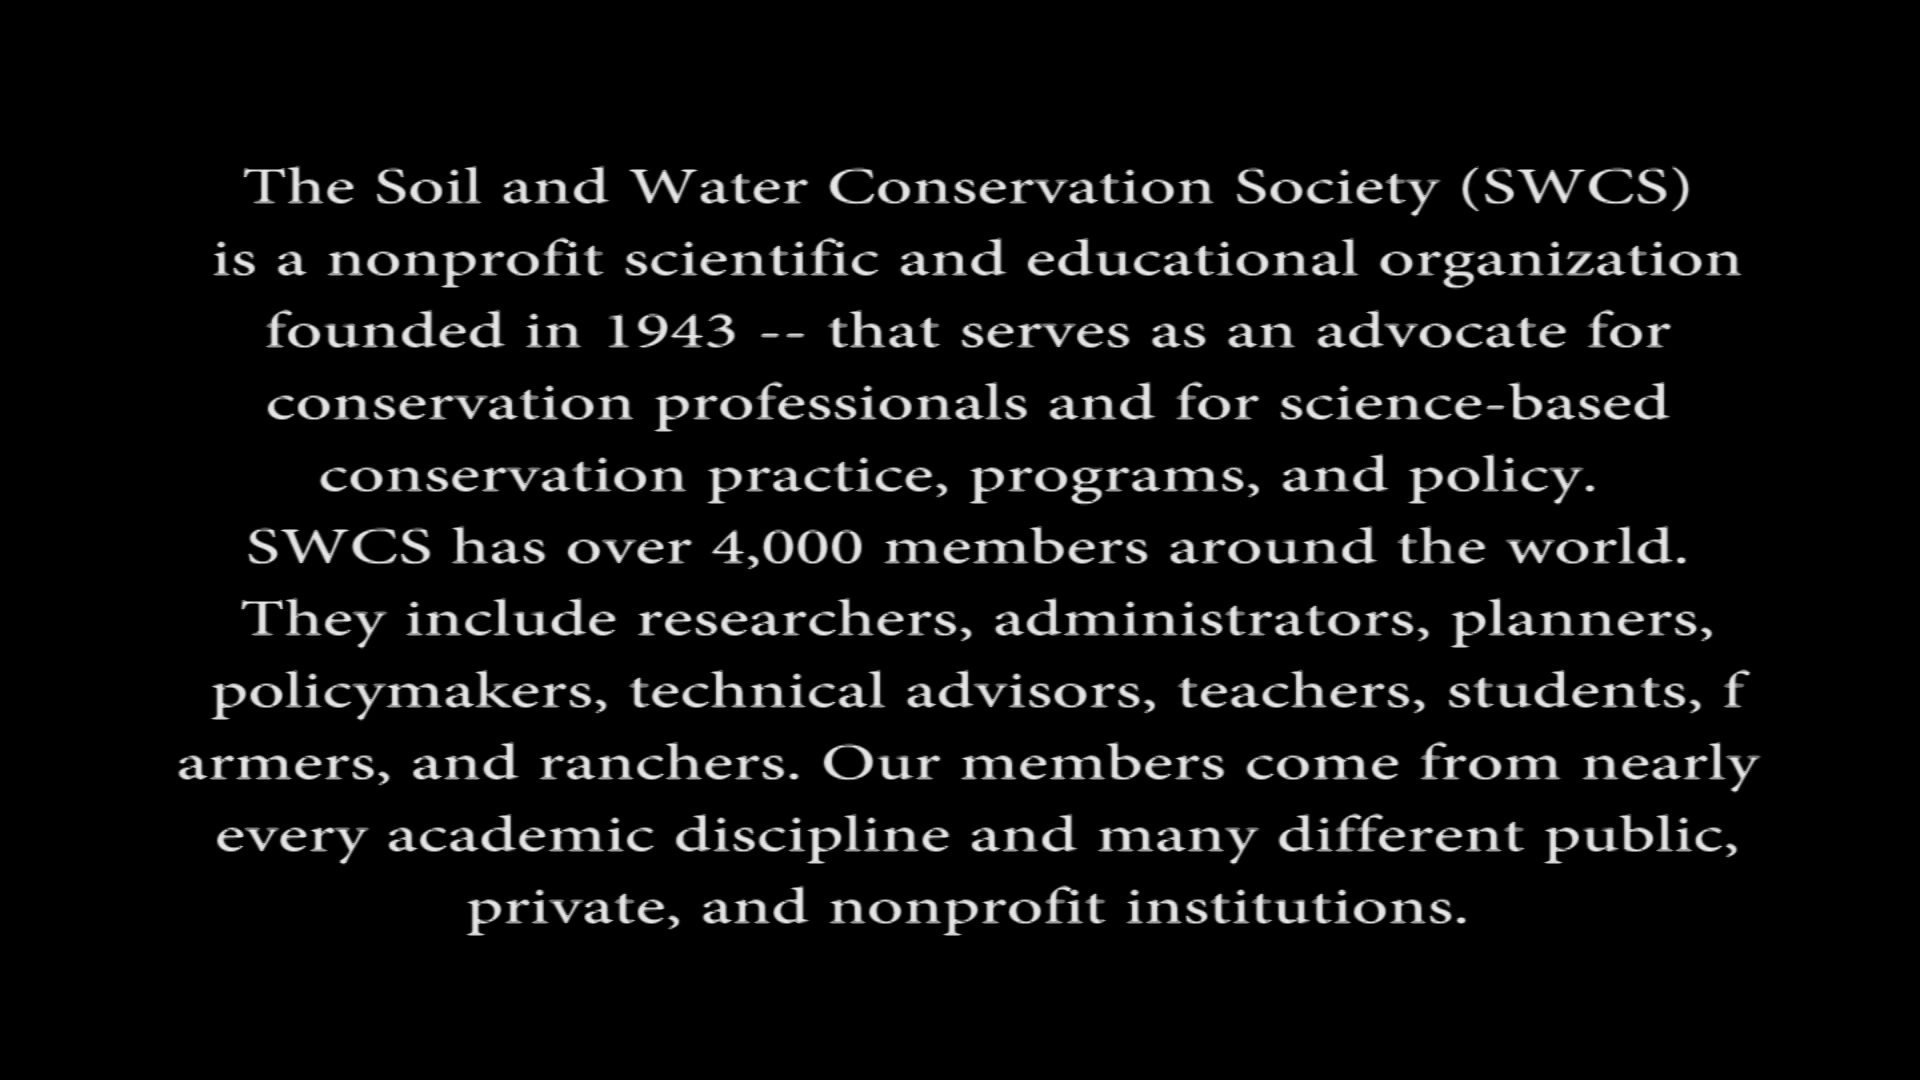 The Soil and Water Conservation Society (SWCS)
is a nonprofit scientific and educational organization
founded in 1943 -- that serves as an advocate for
conservation professionals and for science-based
conservation practice, programs, and policy.
SWCS has over 4,000 members around the world.
They include researchers, administrators, planners,
policymakers, technical advisors, teachers, students, f
armers, and ranchers. Our members come from nearly
every academic discipline and many different public,
private, and nonprofit institutions.